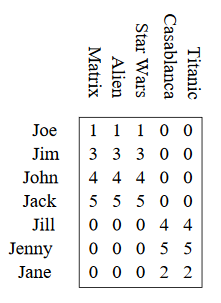 Matrix
Alien
Star Wars
Casablanca
Titanic
Joe 1 1 1 0 0
Jim 3 3 3 0 0
John 4 4 4 0 0
Jack 5 5 5 0 0
Jill 0 0 0 4 4
Jenny 0 0 0 5 5
Jane 0 0 0 2 2